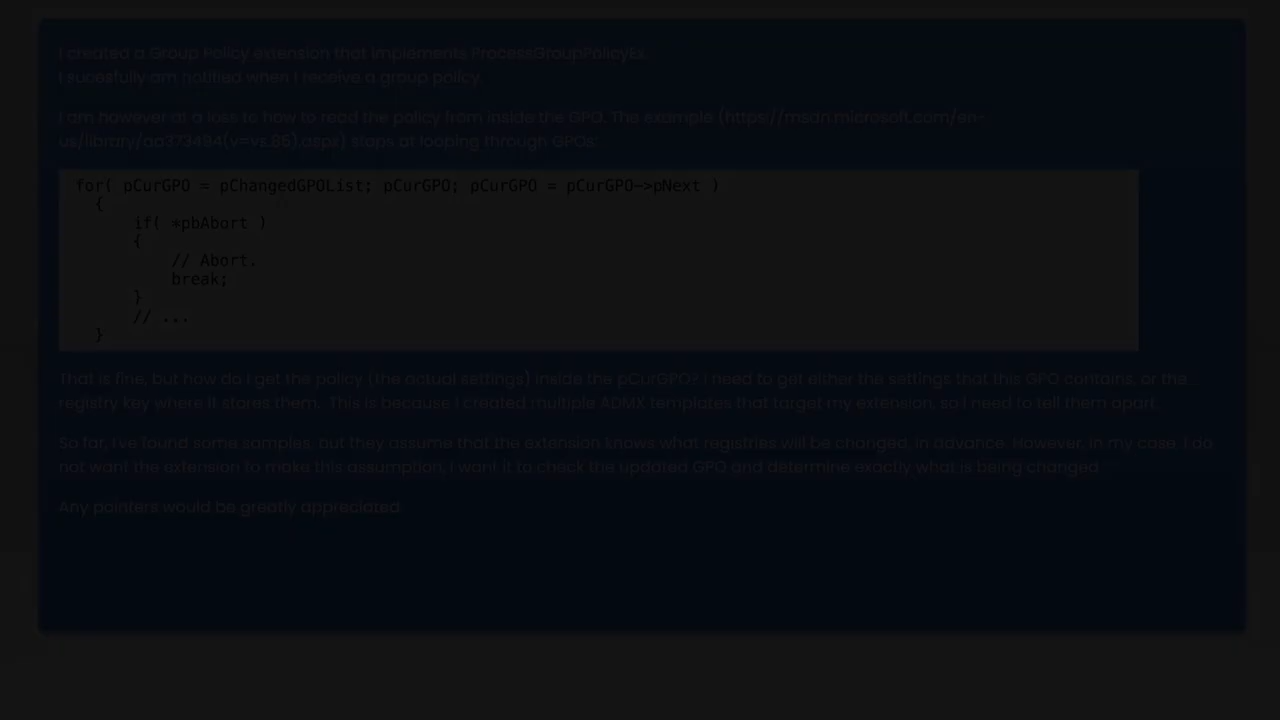 I created a Group Policy extension that implements ProcessGroupPolicyEx.
I sucesfully am notified when I receive a group policy.
I am however at a loss to how to read the policy from inside the GPO. The example (https://msdn.microsoft.com/en-
us/library/aa373494(v=vs.85).aspx) stops at looping through GPOs:
for( pCurGPO = pChangedGPOList; pCurGPO; pCurGPO = pCurGPO->pNext )
{
if( *pbAbort )
{
// Abort.
break;
}
// ...
}
That is fine, but how do I get the policy (the actual settings) inside the pCurGPO? I need to get either the settings that this GPO contains, or the
registry key where it stores them. This is because I created multiple ADMX templates that target my extension, so I need to tell them apart.
So far, I've found some samples, but they assume that the extension knows what registries will be changed, in advance. However, in my case, I do
not want the extension to make this assumption, I want it to check the updated GPO and determine exactly what is being changed
Any pointers would be greatly appreciated